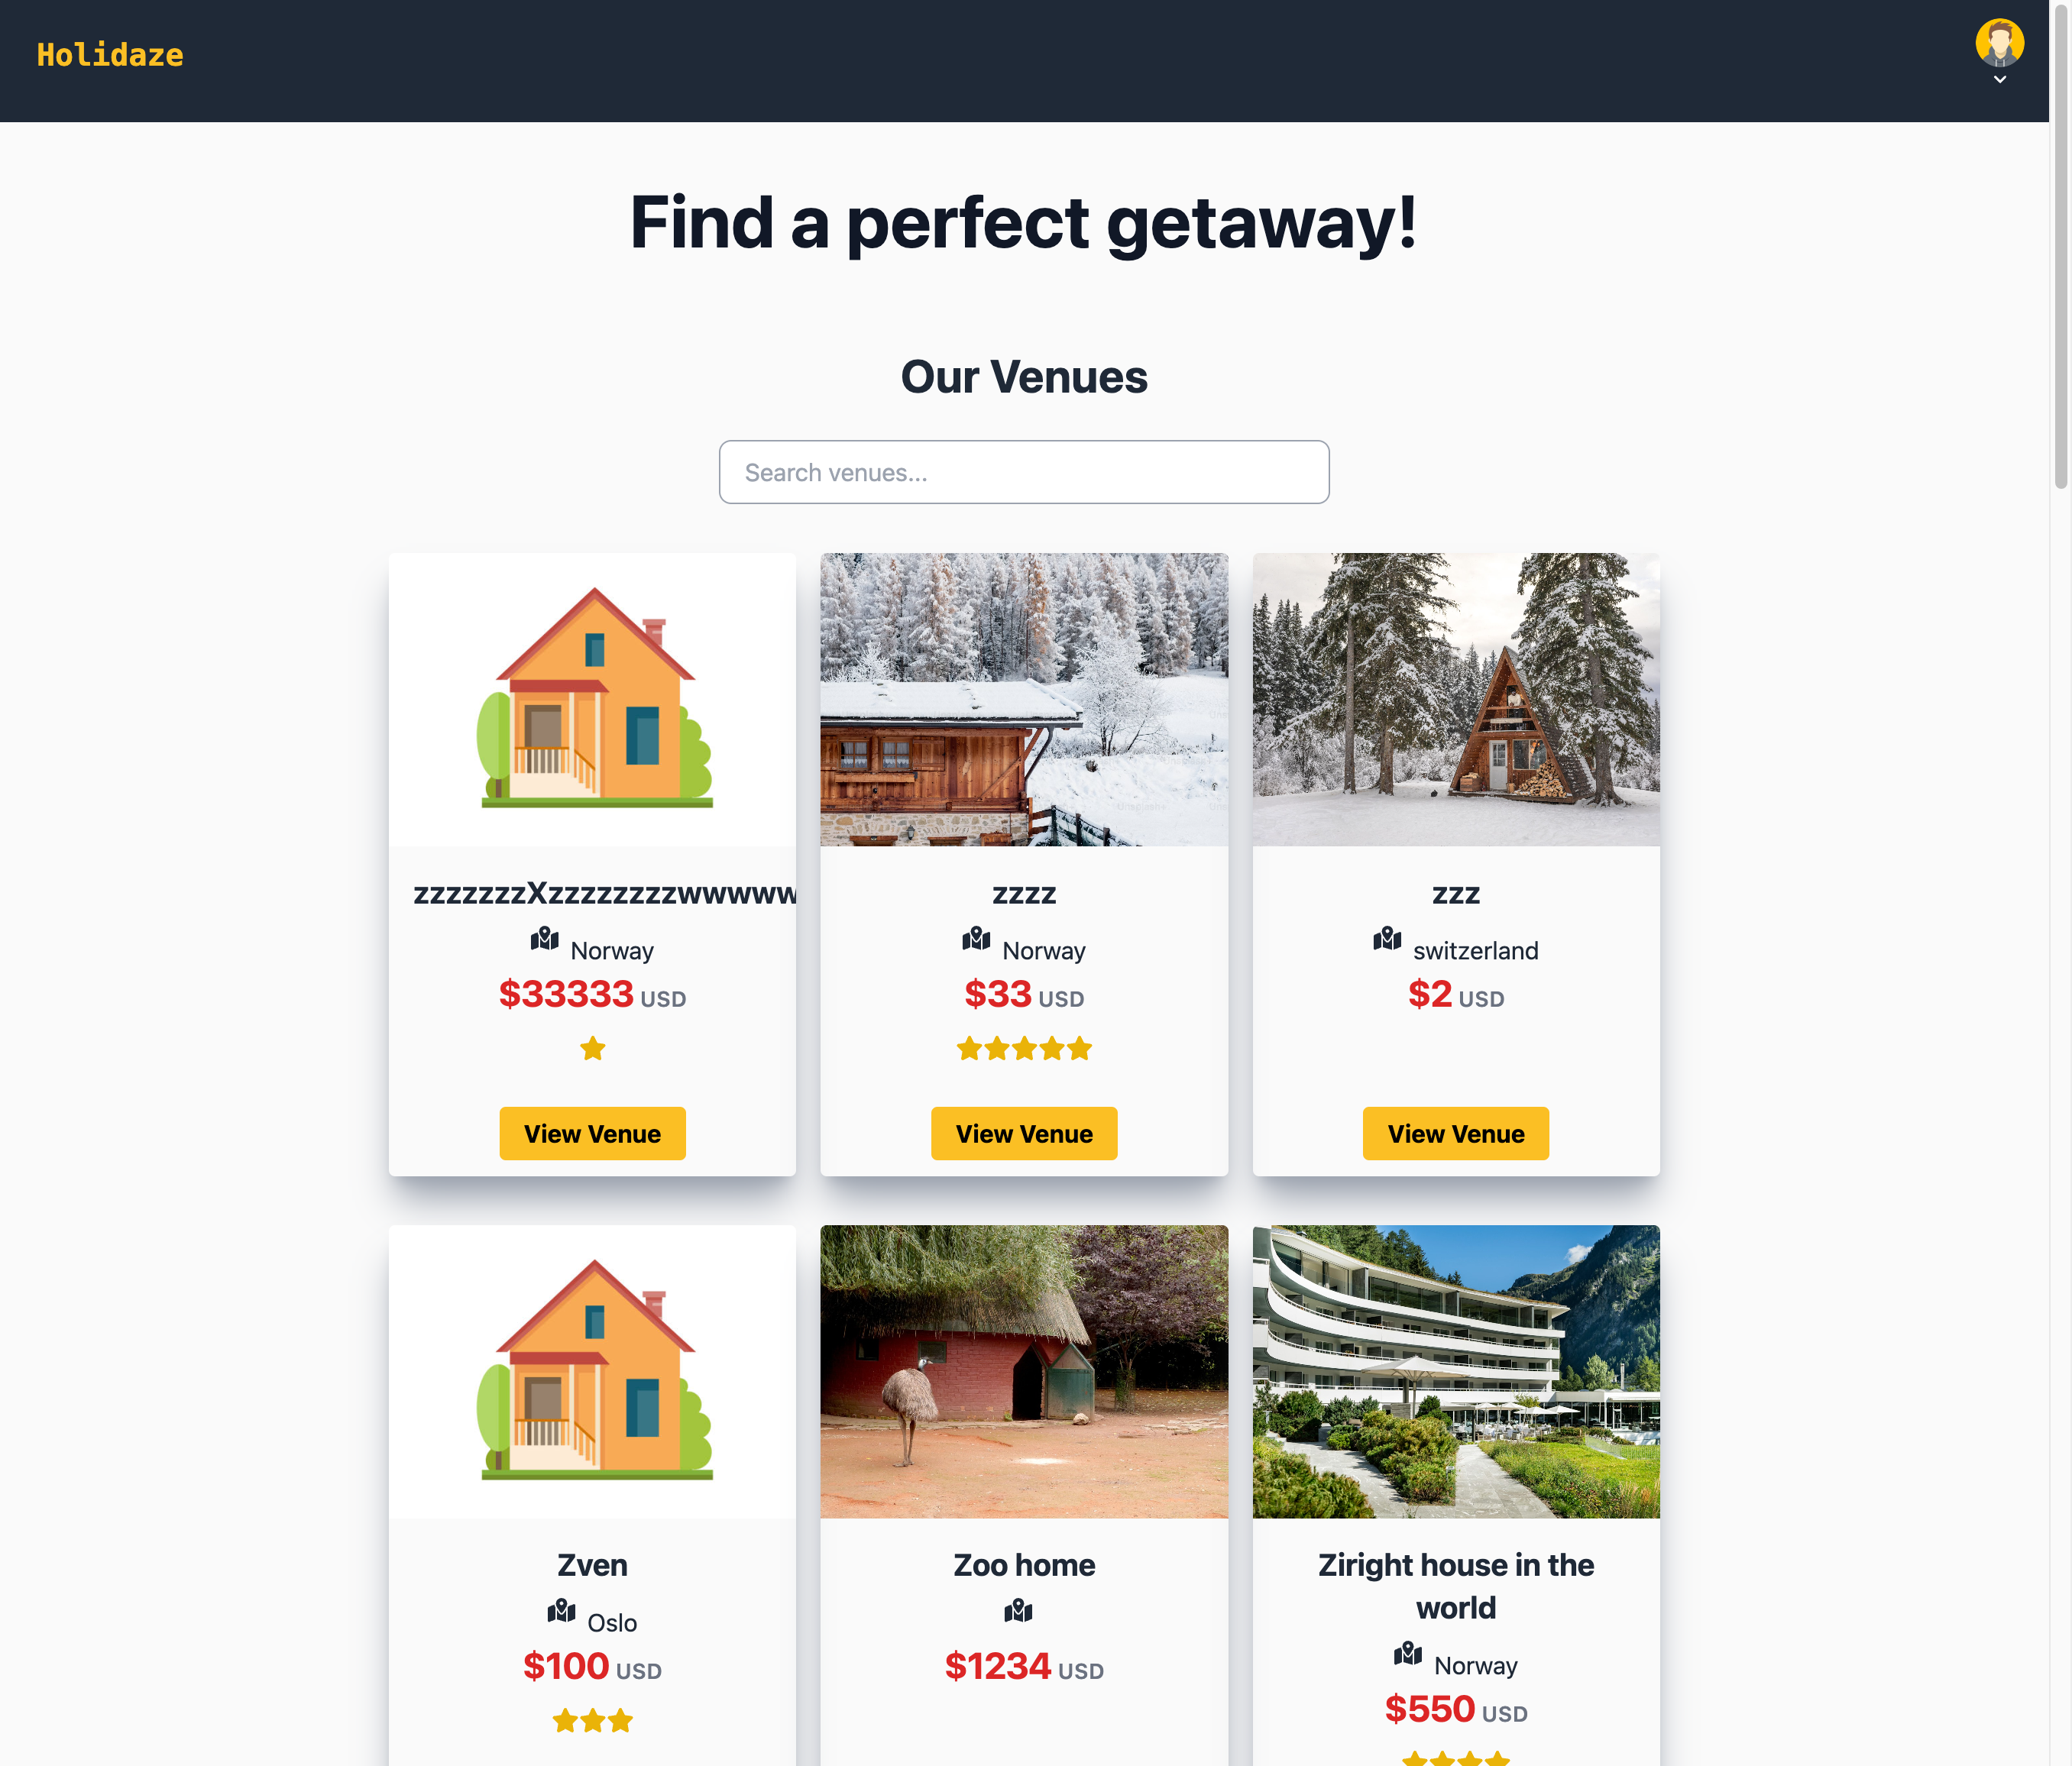 Holidaze
Find a perfect getaway!
Our Venues
Search venues...
zzzzzzzXzzzzzzzzwwwww
Norway
$33333 USD
View Venue
zzzz
Norway
$33 USD
View Venue
zzz
switzerland
$2 USD
View Venue
Zven
Oslo
$100 USD
Zoo home
$1234 USD
Ziright house in the
world
Norway
$550 USD